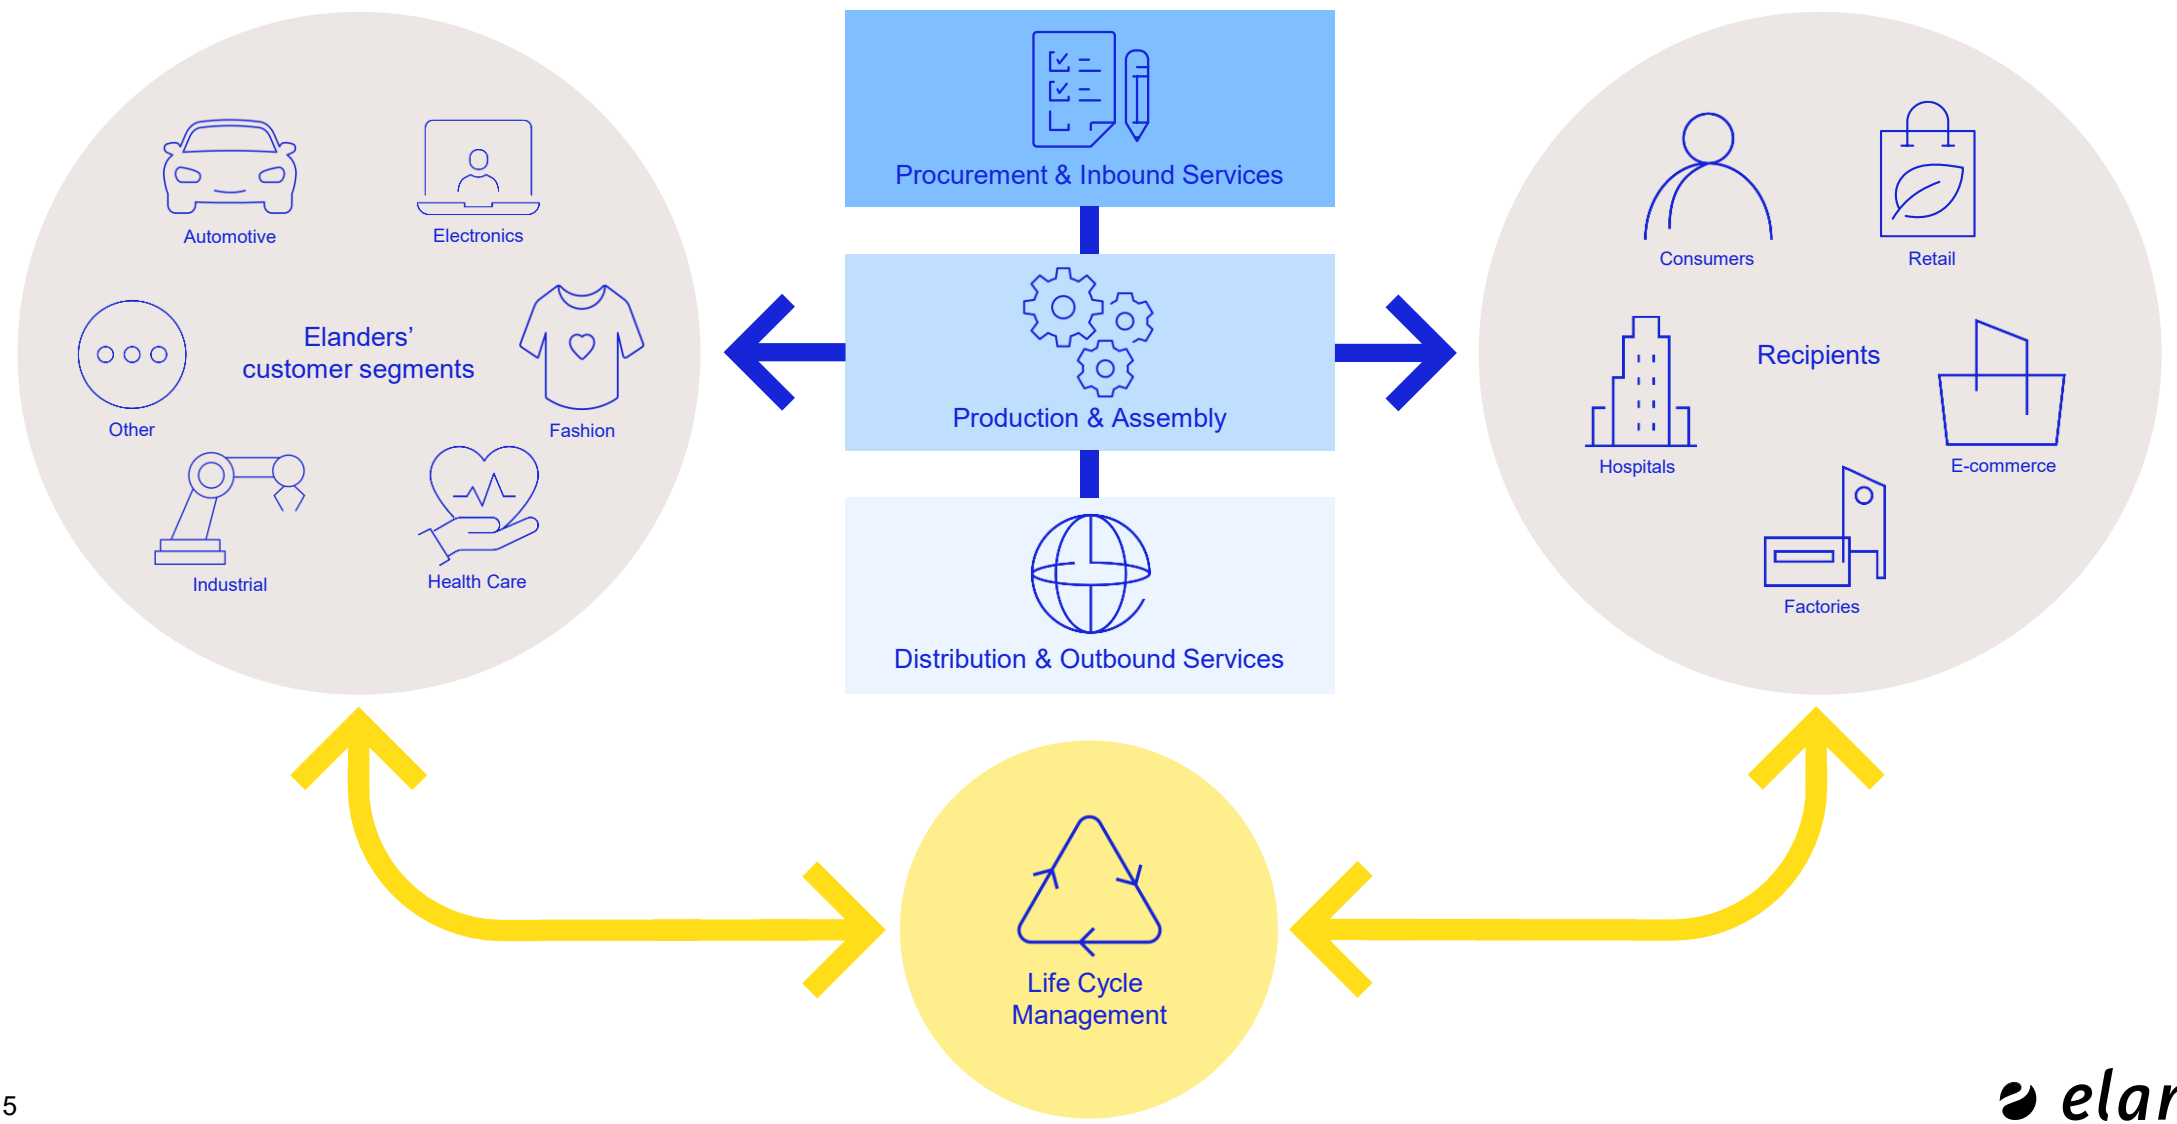 Automotive
Electronics
Other
Elanders’
customer segments
Fashion
Industrial
Health Care
Procurement & Inbound Services
Production & Assembly
Distribution & Outbound Services
Consumers
Retail
Hospitals
Recipients
E-commerce
Factories
Life Cycle
Management
5